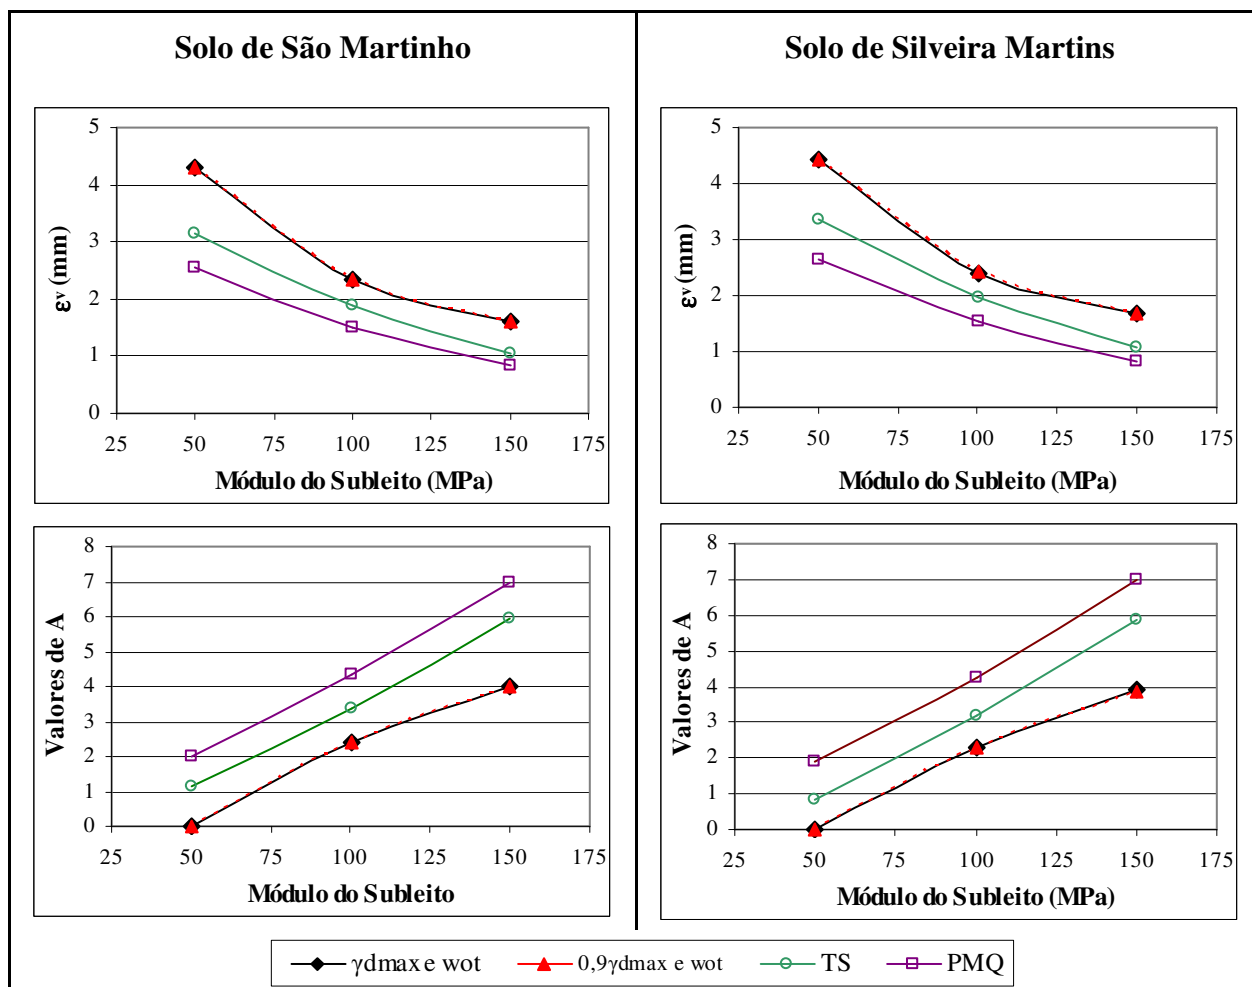 Solo de São Martinho
5
4
3
2
1
0
25 50 75 100 125 150 175
εv (mm)
Módulo do Subleito (MPa)
Solo de Silveira Martins
5
4
3
2
1
0
25 50 75 100 125 150 175
εv (mm)
Módulo do Subleito (MPa)
8
7
6
5
4
3
2
1
0
25 50 75 100 125 150 175
Valores de A
Módulo do Subleito
8
7
6
5
4
3
2
1
0
25 50 75 100 125 150 175
Valores de A
Módulo do Subleito (MPa)
γdmax e wot 0,9γdmax e wot TS PMQ